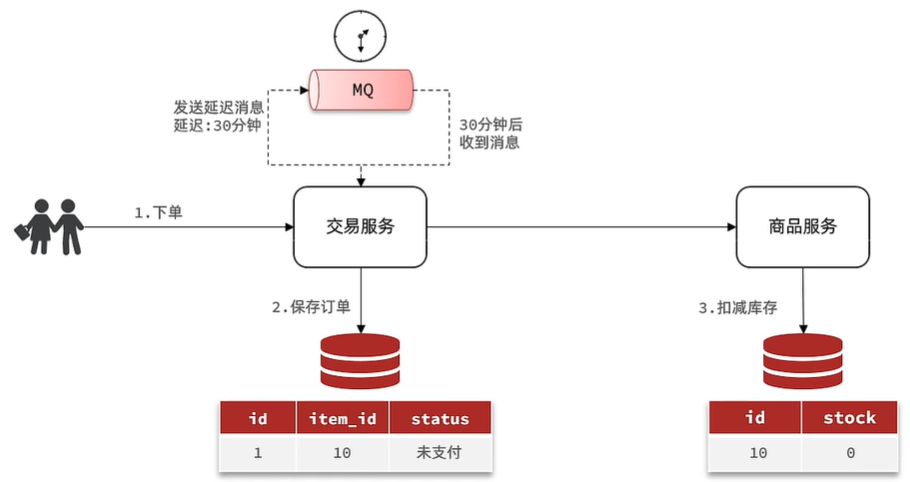 MQ
发送延迟消息
延迟:30分钟
30分钟后
收到消息
1.下单
交易服务
商品服务
2.保存订单
3.扣减库存
id item_id status
1 10 未支付
id stock
10 0